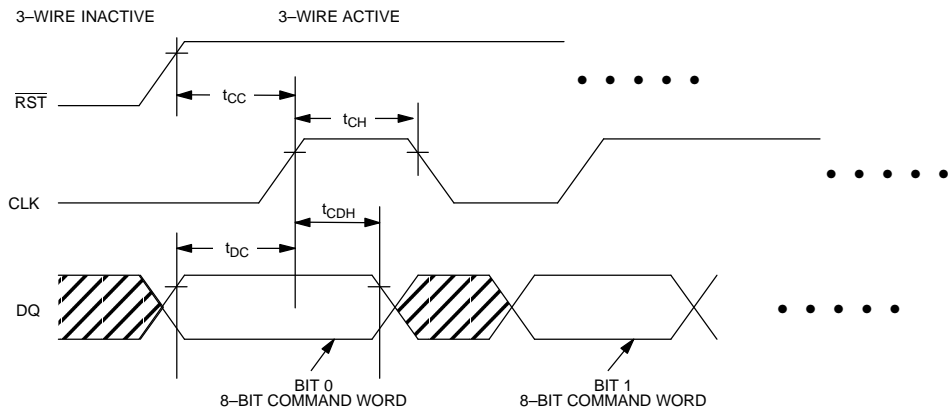 3–WIRE INACTIVE
3–WIRE ACTIVE
RST
tCC
tCH
CLK
tCDH
tDC
DQ
BIT 0
8–BIT COMMAND WORD
BIT 1
8–BIT COMMAND WORD